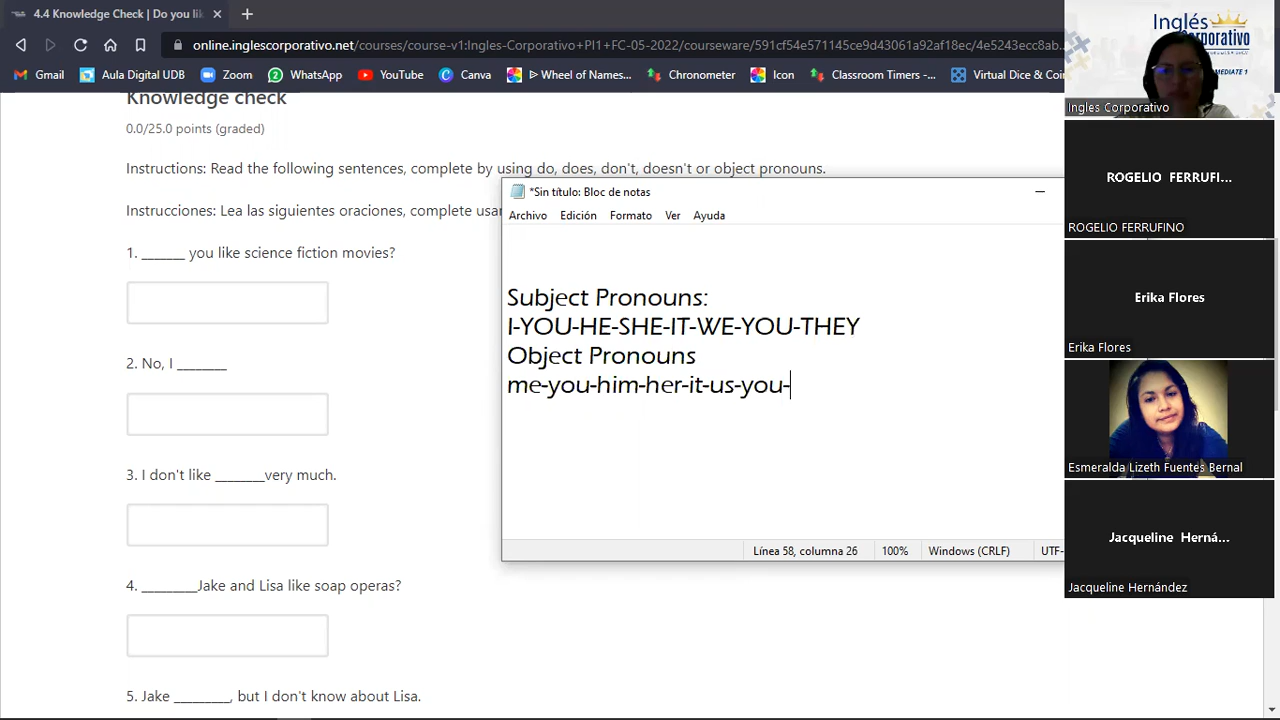 4.4 Knowledge Check | Do you lik
online.inglescorporativo.net/courses/course-v1:Ingles-Corporativo+PI1+FC-05-2022/courseware/591cf54e571145ce9d43061a92af18ec/4e5243ecc8ab...
Gmail
Aula Digital UDB
Zoom
WhatsApp
YouTube
Canva
ᐅ Wheel of Names...
Chronometer
Icon
Classroom Timers -...
Virtual Dice & Coin
Knowledge check
0.0/25.0 points (graded)
Instructions: Read the following sentences, complete by using do, does, don't, doesn't or object pronouns.
Instrucciones: Lea las siguientes oraciones, complete usa
1. _______ you like science fiction movies?
2. No, I ________
3. I don't like ________very much.
4. _________Jake and Lisa like soap operas?
5. Jake _________, but I don't know about Lisa.
*Sin título: Bloc de notas
Archivo
Edición
Formato
Ver
Ayuda
Subject Pronouns:
I-YOU-HE-SHE-IT-WE-YOU-THEY
Object Pronouns
me-you-him-her-it-us-you-
Línea 58, columna 26
100%
Windows (CRLF)
UTF-
Inglés
Corporativo
MEDIATE 1
Ingles Corporativo
ROGELIO FERRUFI...
ROGELIO FERRUFINO
Erika Flores
Erika Flores
Esmeralda Lizeth Fuentes Bernal
Jacqueline Herná...
Jacqueline Hernández